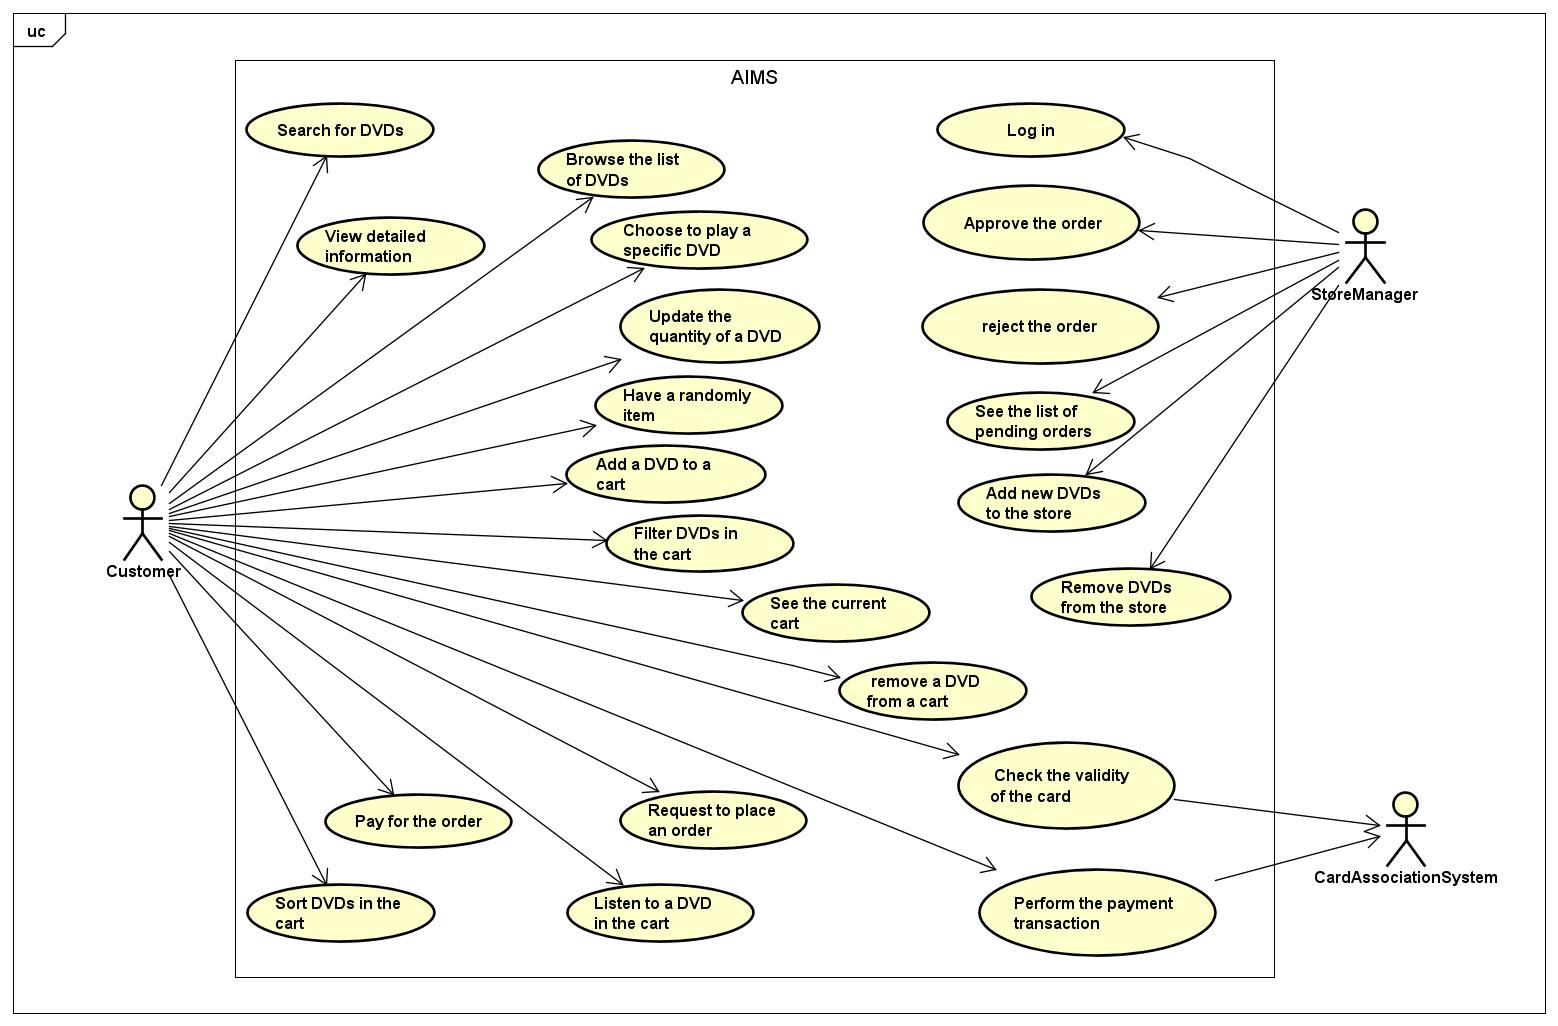 uc
AIMS
Search for DVDs
Browse the list
of DVDs
Log in
View detailed
information
Choose to play a
specific DVD
Approve the order
StoreManager
Update the
quantity of a DVD
reject the order
Have a randomly
item
See the list of
pending orders
Add a DVD to a
cart
Add new DVDs
to the store
Filter DVDs in
the cart
Customer
See the current
cart
Remove DVDs
from the store
remove a DVD
from a cart
Check the validity
of the card
Pay for the order
Request to place
an order
CardAssociationSystem
Sort DVDs in the
cart
Listen to a DVD
in the cart
Perform the payment
transaction